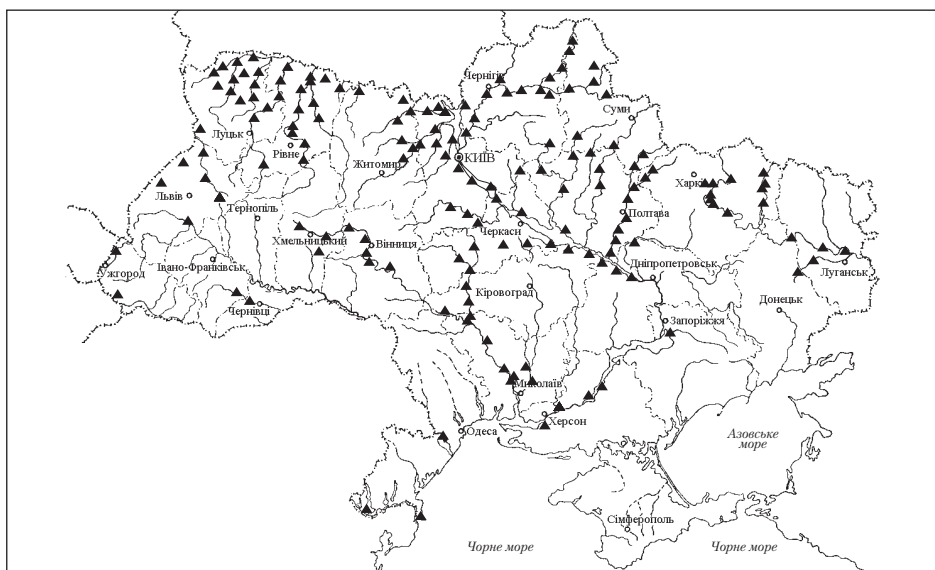 Чернігів
Суми
Луцьк
Рівне
КИЇВ
Житомир
Харків
Львів
Тернопіль
Полтава
Черкаси
Хмельницький
Вінниця
Ужгород
Івано-Франківськ
Дніпропетровськ
Луганськ
Кіровоград
Донецьк
Чернівці
Запоріжжя
Миколаїв
Херсон
Одеса
Азовське
море
Сімферополь
Чорне море
Чорне море